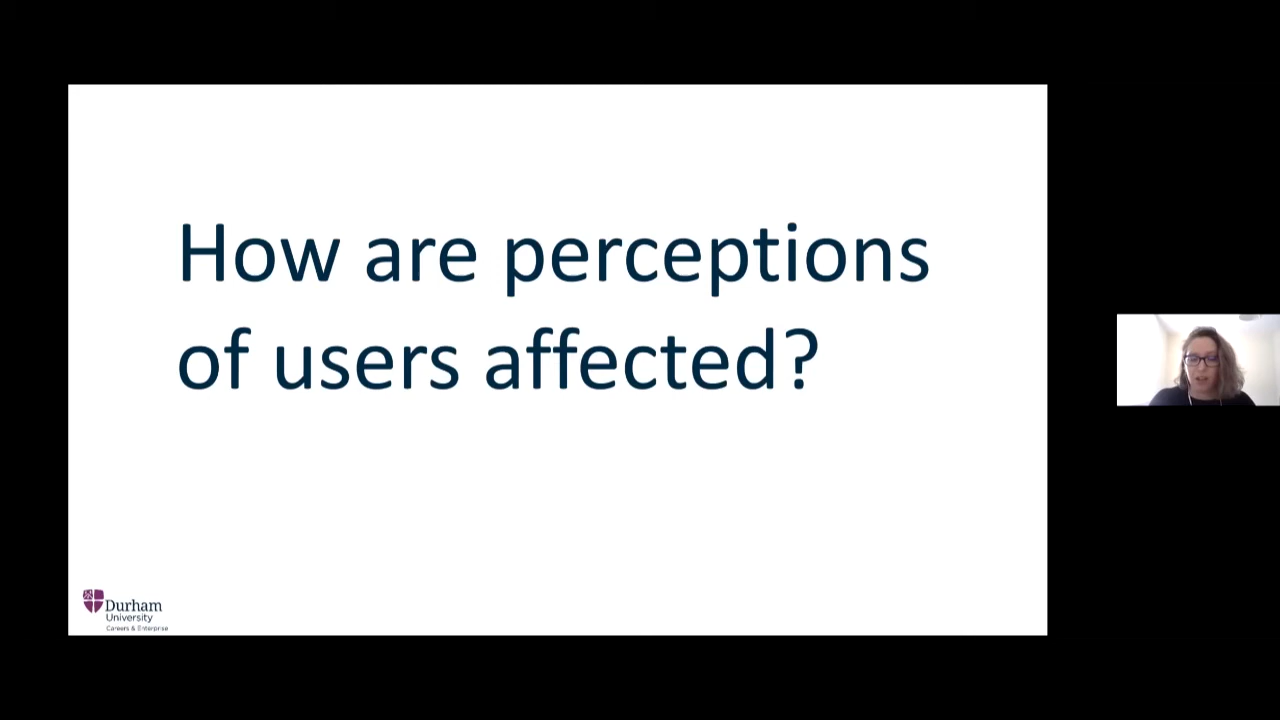 How are perceptions
of users affected?
Durham
University
Careers & Enterprise